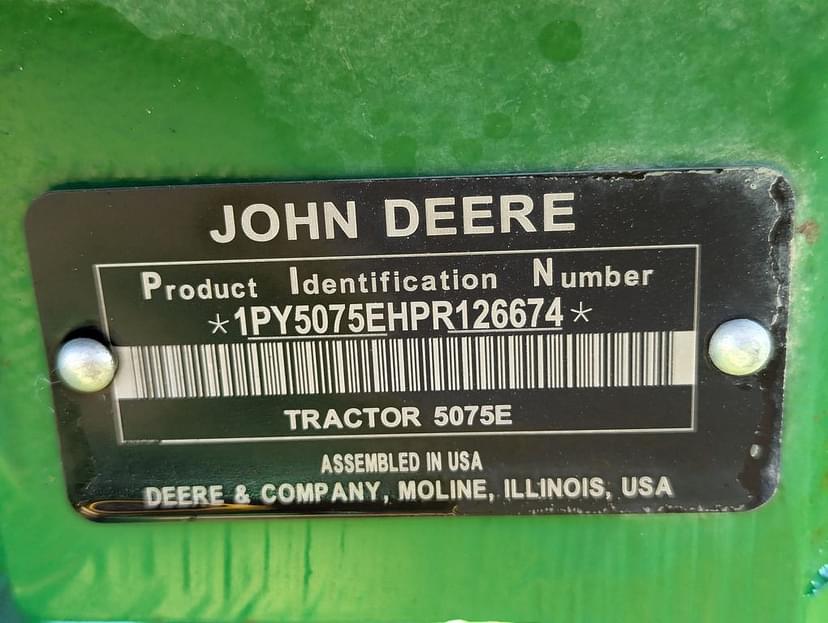 JOHN DEERE
Product Identification Number
*1PY5075EHPR126674*
TRACTOR 5075E
ASSEMBLED IN USA
DEERE & COMPANY, MOLINE, ILLINOIS, USA